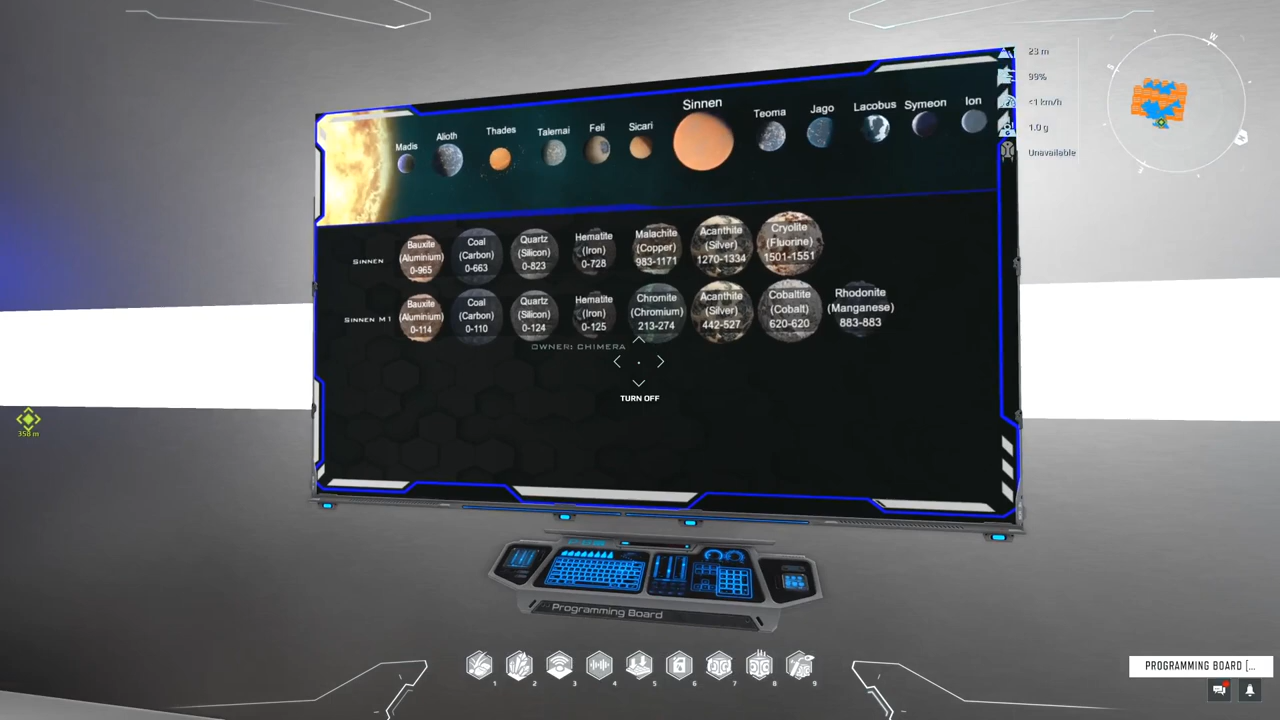 Madis
Alioth
Thades
Talemai
Feli
Sicari
Sinnen
Teoma
Jago
Lacobus
Symeon
Ion
23 m
99%
<1 km/h
1.0 g
Unavailable
W
SINNEN
Bauxite
(Aluminium)
0-965
Coal
(Carbon)
0-663
Quartz
(Silicon)
0-823
Hematite
(Iron)
0-728
Malachite
(Copper)
983-1171
Acanthite
(Silver)
1270-1334
Cryolite
(Fluorine)
1501-1551
SINNEN M1
Bauxite
(Aluminium)
0-114
Coal
(Carbon)
0-110
Quartz
(Silicon)
0-124
Hematite
(Iron)
0-125
Chromite
(Chromium)
213-274
Acanthite
(Silver)
442-527
Cobaltite
(Cobalt)
620-620
Rhodonite
(Manganese)
883-883
OWNER: CHIMERA
TURN OFF
358 m
Programming Board
1 2 3 4 5 6 7 8 9
PROGRAMMING BOARD [...